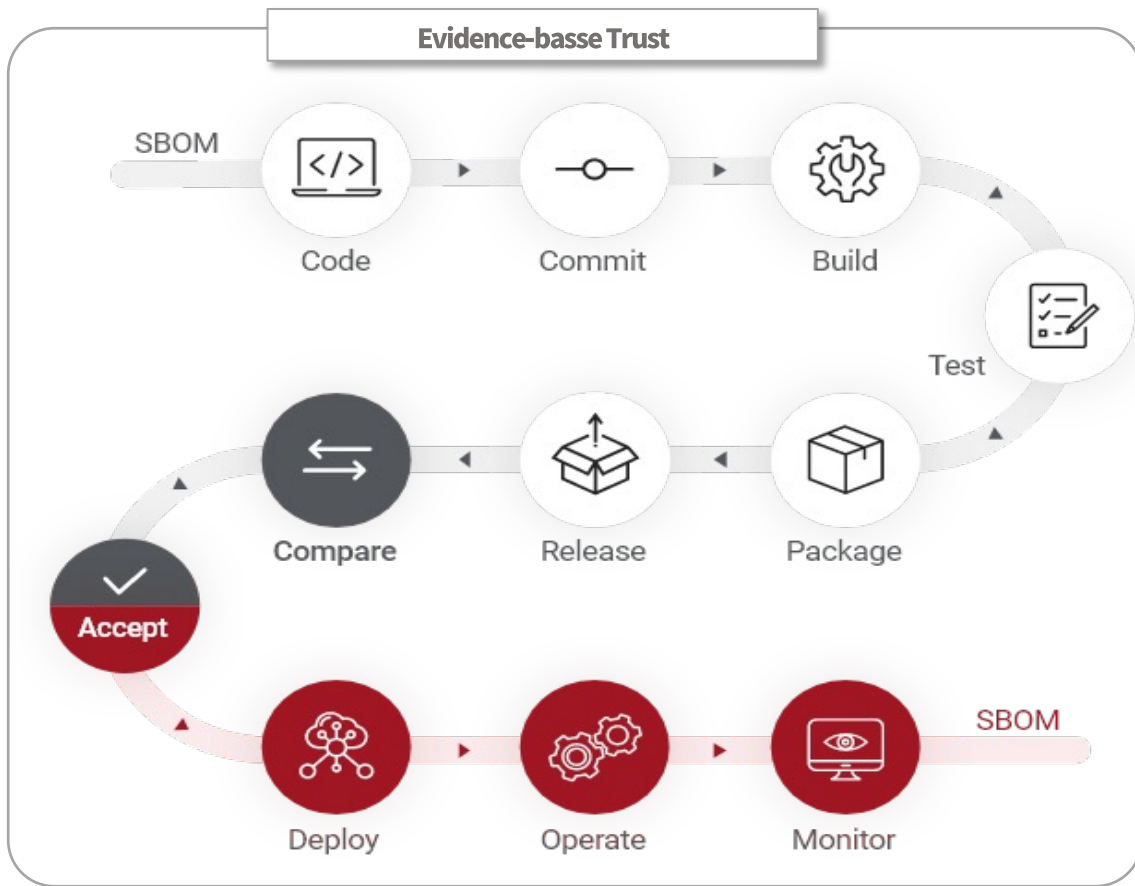 Evidence-basse Trust
SBOM
</>
Code
Commit
Build
Test
Compare
Release
Package
Accept
SBOM
Deploy
Operate
Monitor